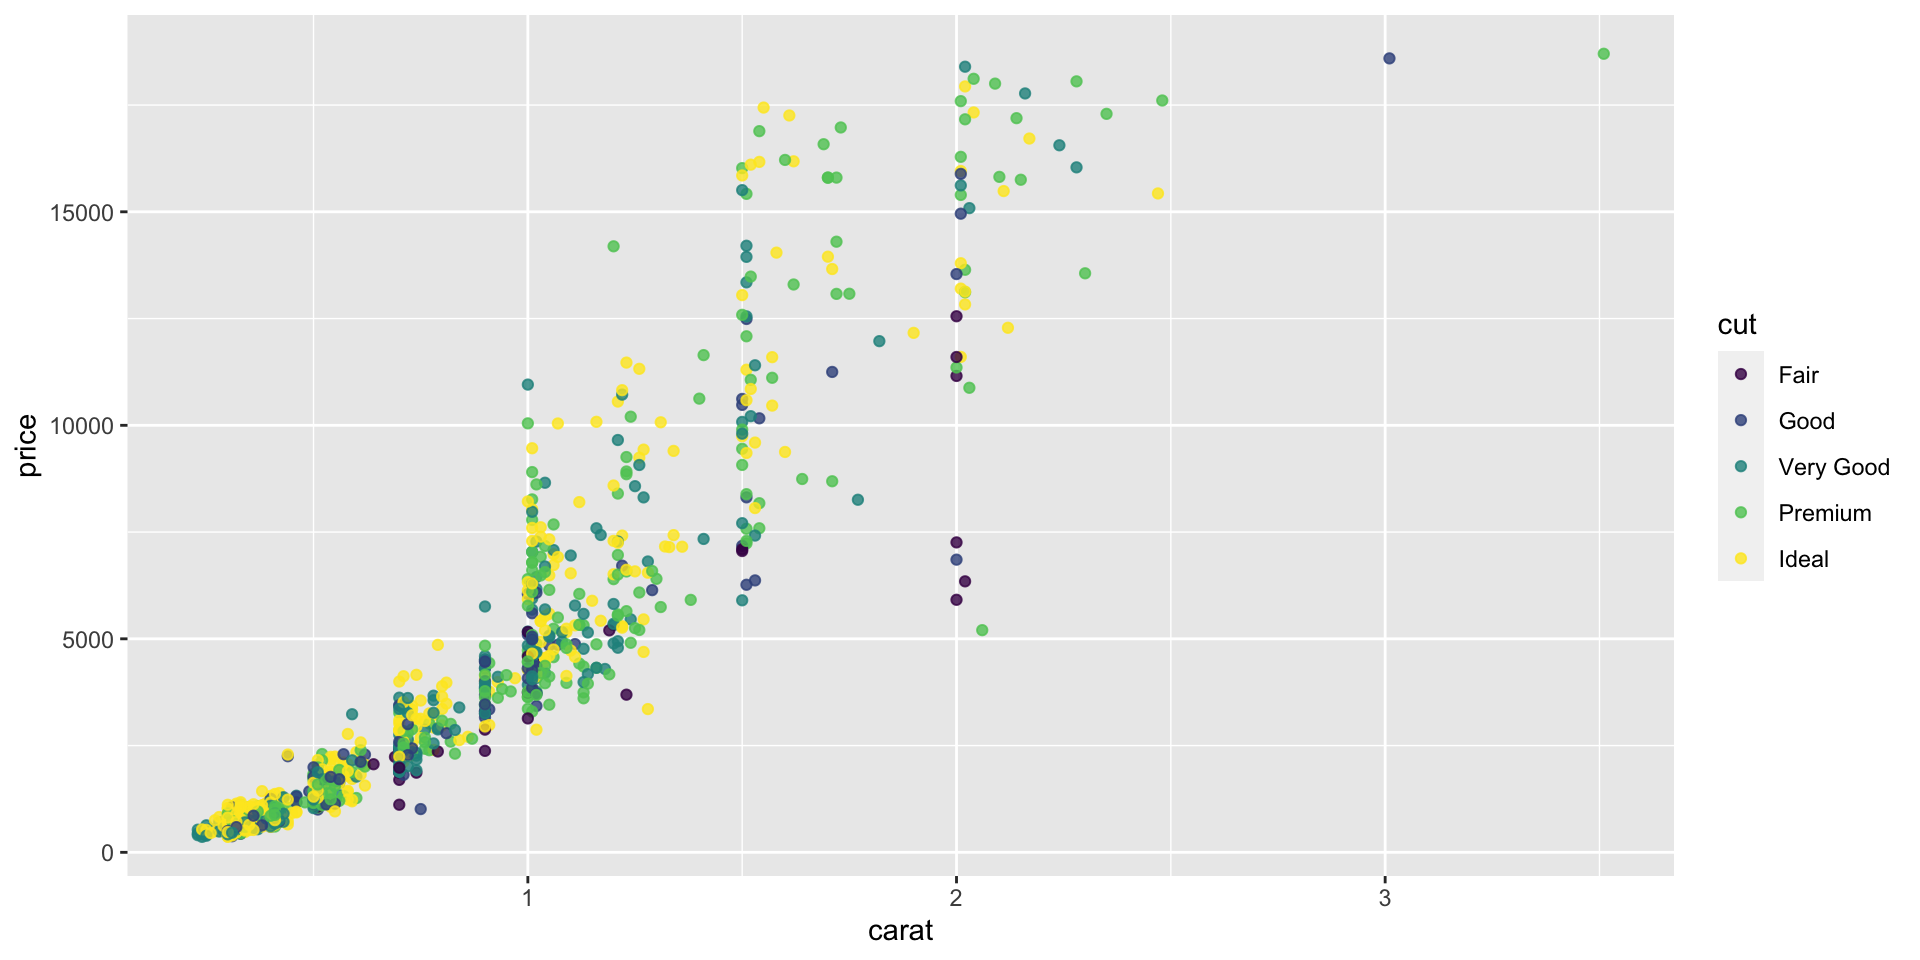 price
15000
10000
5000
0
1
2
3
carat
cut
Fair
Good
Very Good
Premium
Ideal